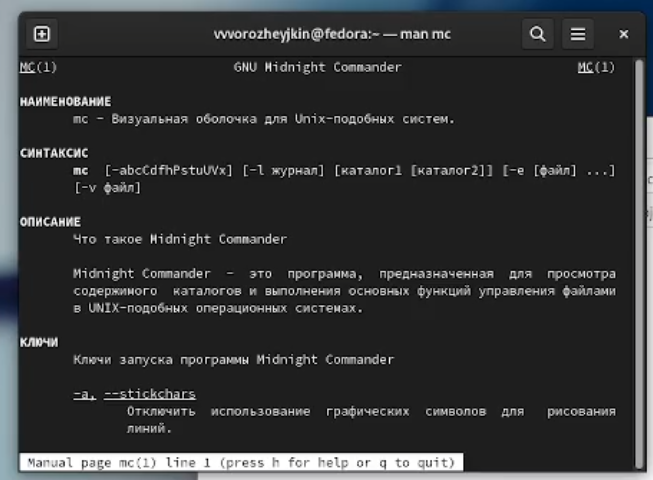 vvvorozheyjkin@fedora:~ — man mc
MC(1) GNU Midnight Commander MC(1)
НАИМЕНОВАНИЕ
mc - Визуальная оболочка для Unix-подобных систем.
СИНТАКСИС
mc [-abcCdfhPstuUVx] [-l журнал] [каталог1 [каталог2]] [-e [файл] ...]
[-v файл]
ОПИСАНИЕ
Что такое Midnight Commander
Midnight Commander – это программа, предназначенная для просмотра
содержимого каталогов и выполнения основных функций управления файлами
в UNIX-подобных операционных системах.
КЛЮЧИ
Ключи запуска программы Midnight Commander
-a, --stickchars
Отключить использование графических символов для рисования
линий.
Manual page mc(1) line 1 (press h for help or q to quit)